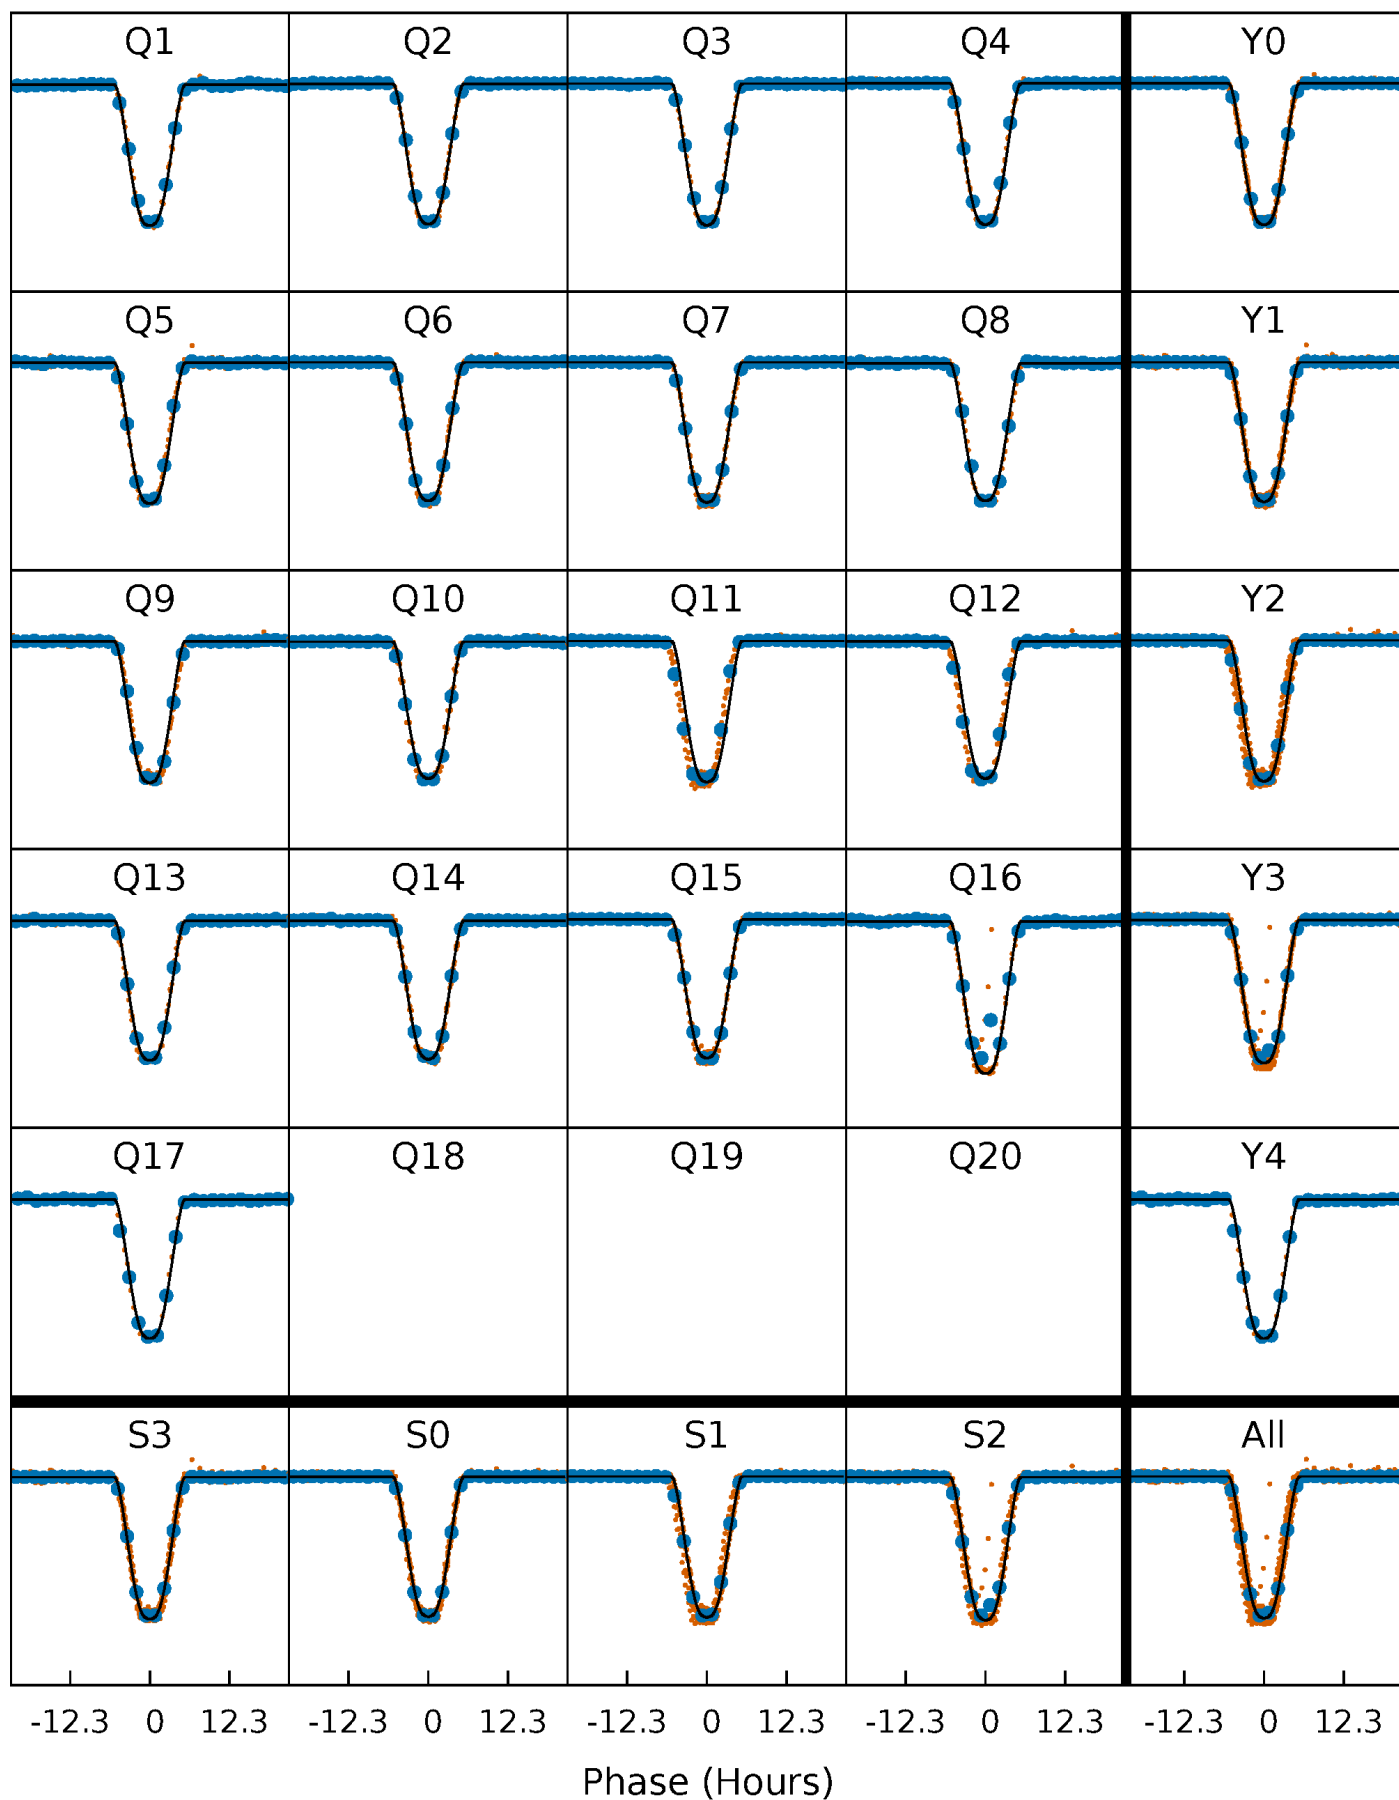 Q1 Q2 Q3 Q4 Y0
Q5 Q6 Q7 Q8 Y1
Q9 Q10 Q11 Q12 Y2
Q13 Q14 Q15 Q16 Y3
Q17 Q18 Q19 Q20 Y4
S3 S0 S1 S2 All
-12.3 0 12.3 -12.3 0 12.3 -12.3 0 12.3 -12.3 0 12.3 -12.3 0 12.3
Phase (Hours)